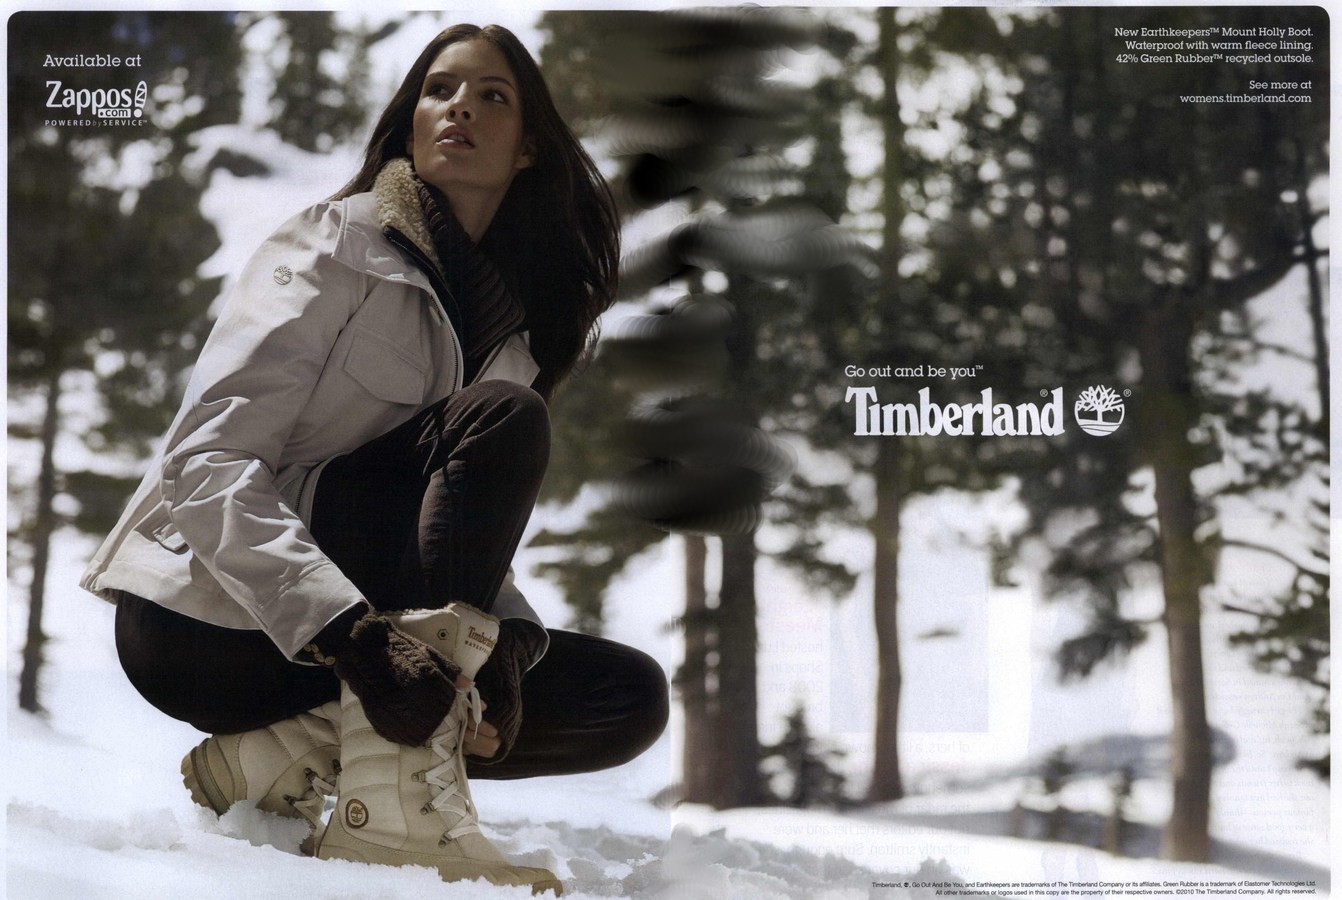 Available at
Zappos
.com
POWERED by SERVICE™
New Earthkeepers™ Mount Holly Boot.
Waterproof with warm fleece lining.
42% Green Rubber™ recycled outsole.
See more at
womens.timberland.com
Go out and be you™
Timberland® ®
Timberland
Timberland, Go Out And Be You, and Earthkeepers are trademarks of The Timberland Company or its affiliates. Green Rubber is a trademark of Elastomer Technologies Ltd.
All other trademarks or logos used in this copy are the property of their respective owners. ©2010 The Timberland Company. All rights reserved.